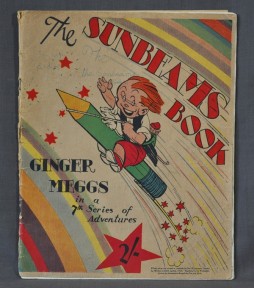 The
SUNBEAMS
BOOK
GINGER
MEGGS
in a
7th Series of
Adventures
2/-